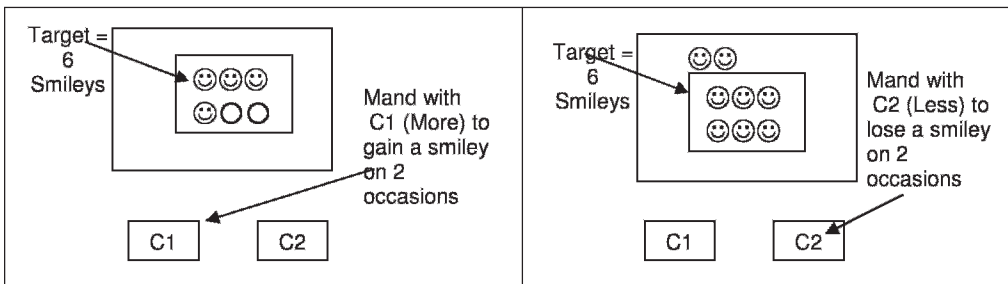 Target =
6
Smileys
Mand with
C1 (More) to
gain a smiley
on 2
occasions
C1
C2
Target =
6
Smileys
Mand with
C2 (Less) to
lose a smiley
on 2
occasions
C1
C2